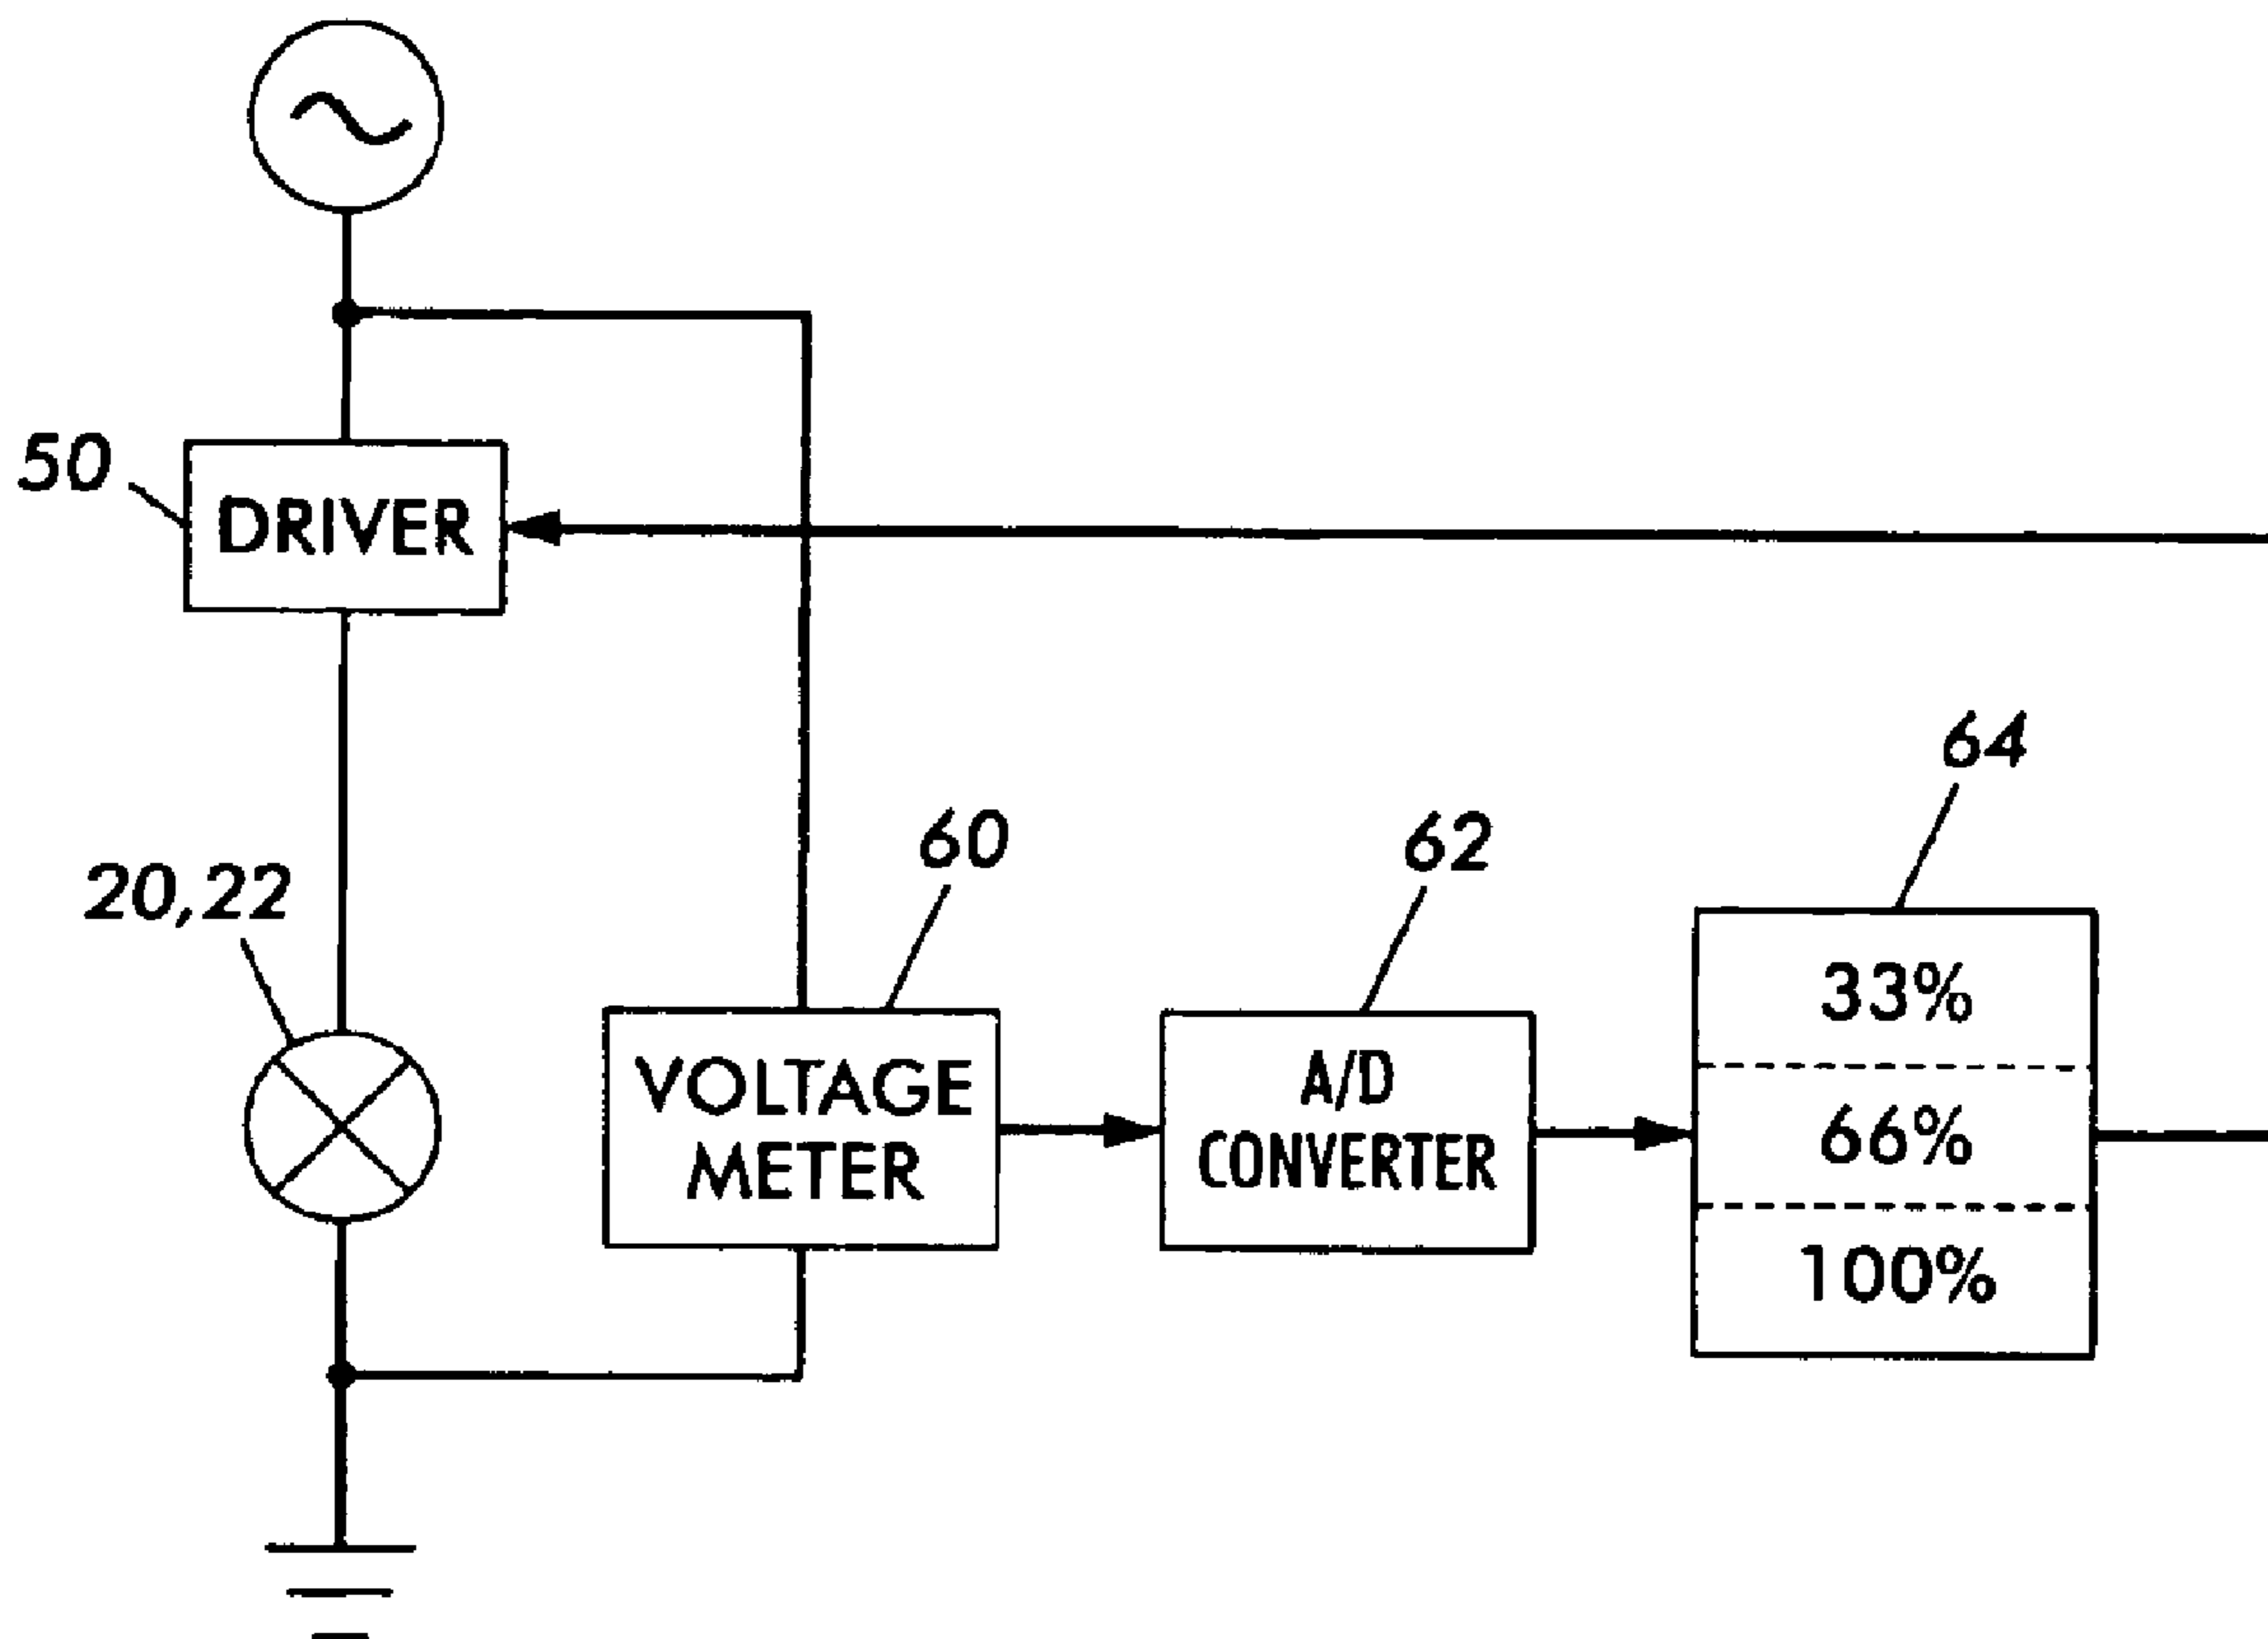 50
DRIVER
64
60
62
20,22
33%
VOLTAGE
METER
A/D
CONVERTER
66%
100%